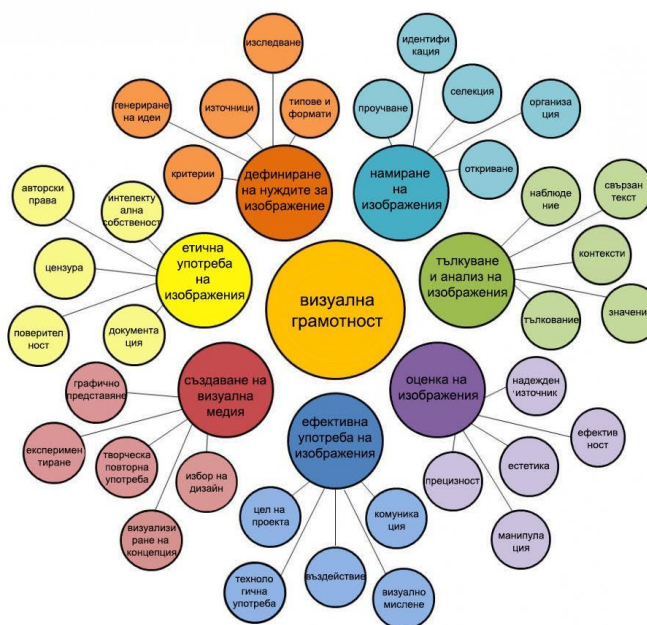 визуална
грамотност
дефиниране
на нуждите за
изображение
изследване
генериране
на идеи
източници
типове и
формати
критерии
намиране
на
изображения
идентифи
кация
селекция
проучване
организа
ция
откриване
тълкуване
и анализ на
изображения
наблюде
ние
свързан
текст
контексти
значени
тълкование
оценка на
изображения
надежден
източник
ефектив
ност
естетика
прецизност
манипула
ция
ефективна
употреба на
изображения
цел на
проекта
комуника
ция
техноло
гична
употреба
въздействие
визуално
мислене
създаване на
визуална
медия
графично
представяне
експеримен
тиране
творческа
повторна
употреба
избор на
дизайн
визуализи
ране на
концепция
етична
употреба
на
изображения
авторски
права
интелекту
ална
собственост
цензура
поверител
ност
документа
ция